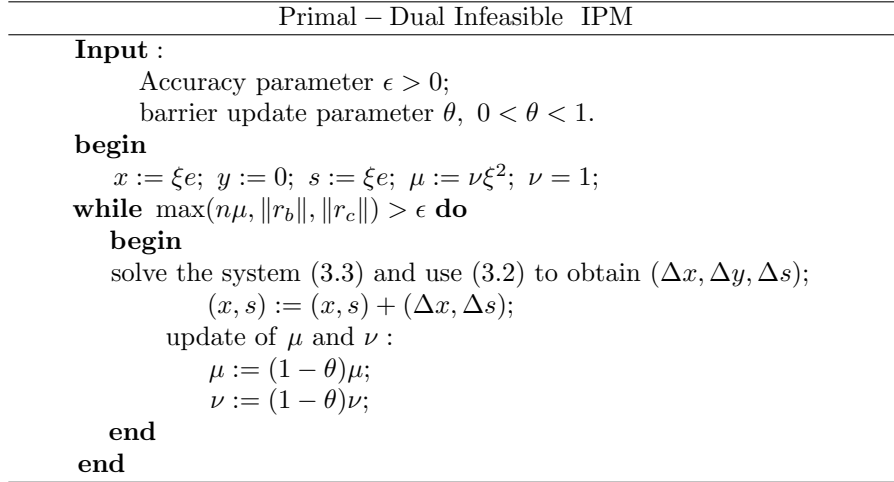 Primal – Dual Infeasible IPM
Input :
Accuracy parameter ϵ > 0;
barrier update parameter θ, 0 < θ < 1.
begin
x := ξe; y := 0; s := ξe; μ := νξ²; ν = 1;
while max(nμ, ‖r_b‖, ‖r_c‖) > ϵ do
begin
solve the system (3.3) and use (3.2) to obtain (Δx, Δy, Δs);
(x, s) := (x, s) + (Δx, Δs);
update of μ and ν :
μ := (1 − θ)μ;
ν := (1 − θ)ν;
end
end